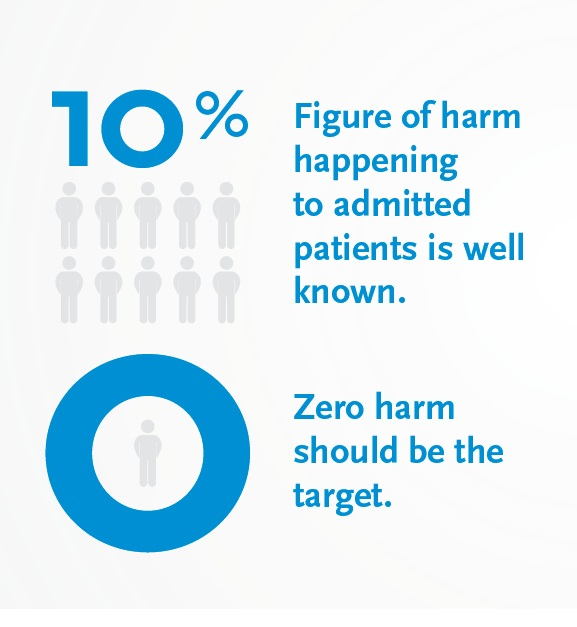 10%
Figure of harm
happening
to admitted
patients is well
known.
Zero harm
should be the
target.